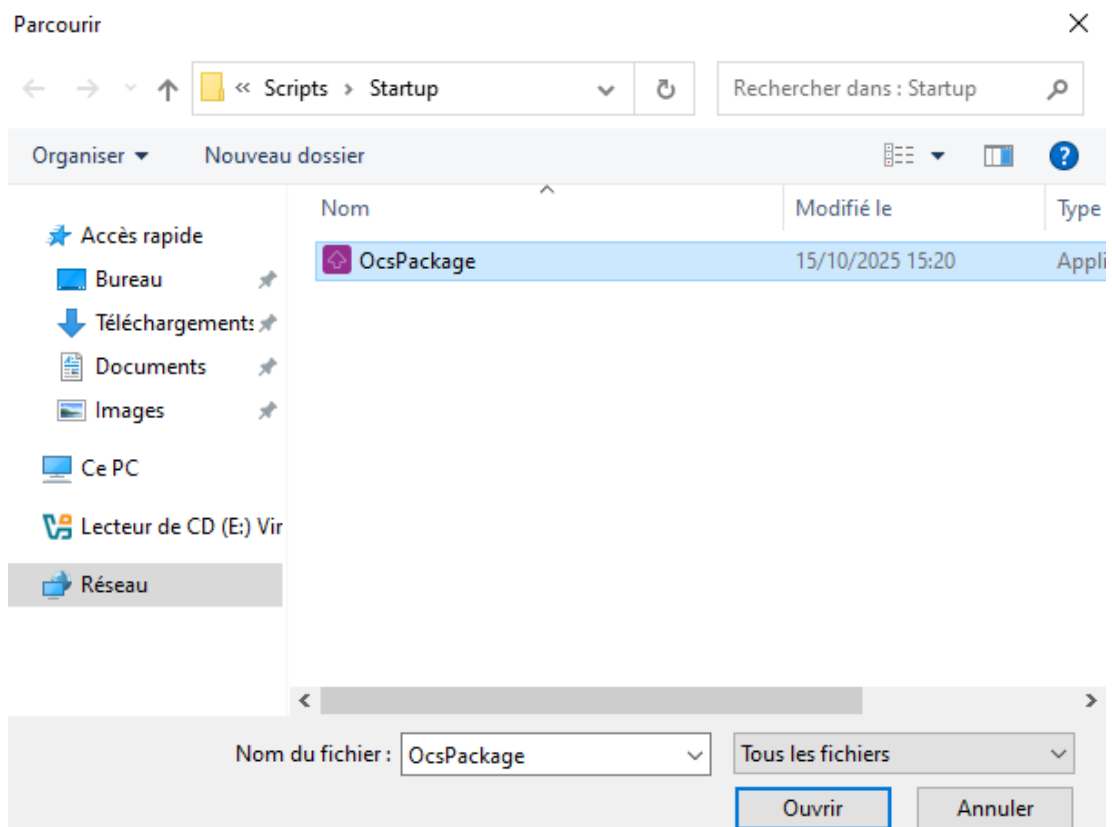 Parcourir
« Scripts > Startup
Rechercher dans : Startup
Organiser
Nouveau dossier
Nom
Modifié le
Type
Accès rapide
Bureau
Téléchargements
Documents
Images
Ce PC
Lecteur de CD (E:) Vir
Réseau
OcsPackage
15/10/2025 15:20
Appli
Nom du fichier :
OcsPackage
Tous les fichiers
Ouvrir
Annuler